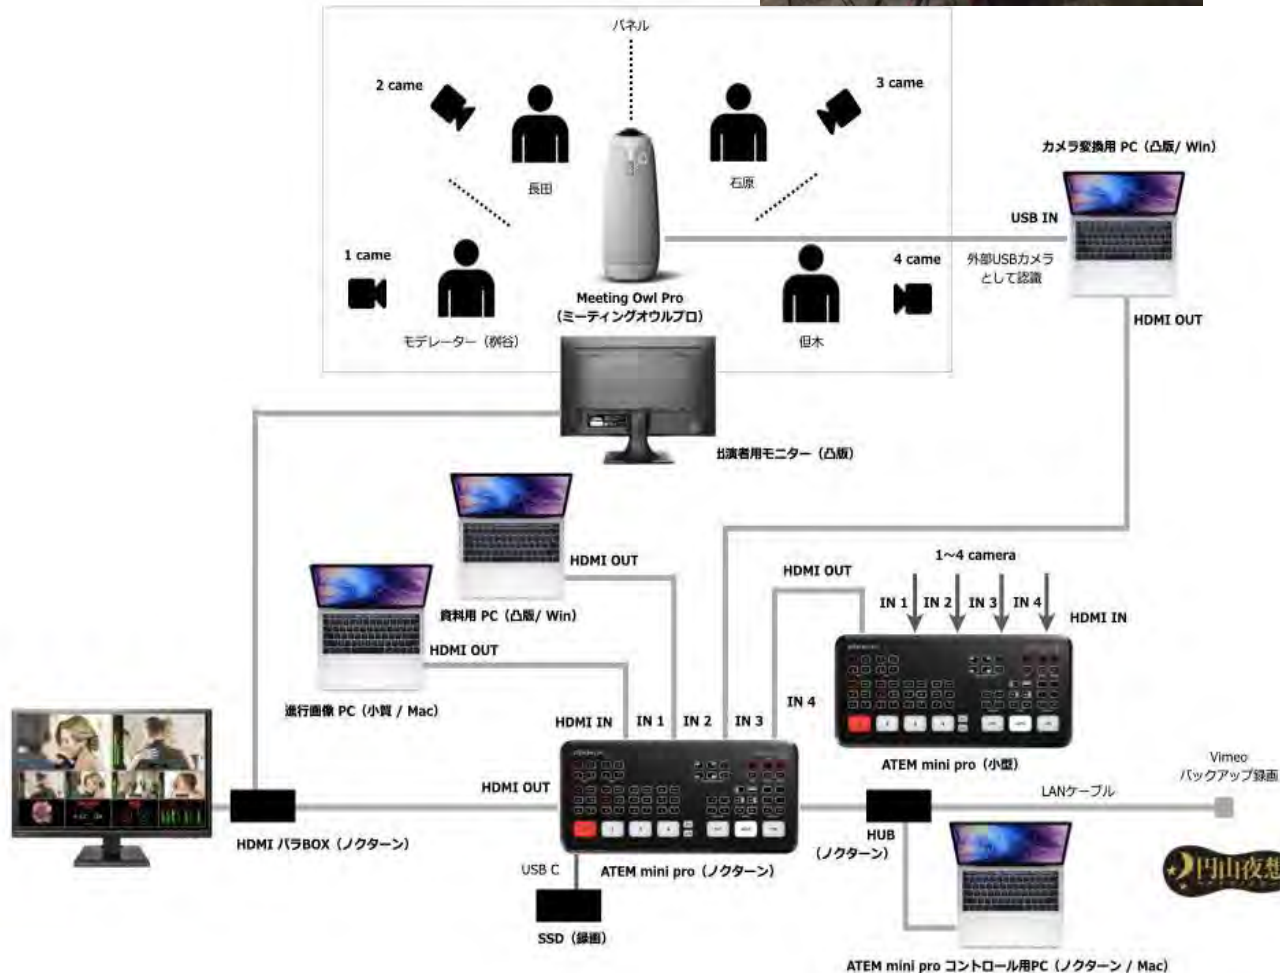 パネル
2 came
3 came
長田
石原
カメラ変換用 PC（凸版/ Win）
USB IN
外部USBカメラ
として認識
1 came
4 came
Meeting Owl Pro
（ミーティングオウルプロ）
モデレーター（桝谷）
但木
HDMI OUT
出演者用モニター（凸版）
HDMI OUT
資料用 PC（凸版/ Win）
HDMI OUT
進行画像 PC（小賀 / Mac）
HDMI OUT
1~4 camera
IN 1
IN 2
IN 3
IN 4
HDMI IN
HDMI IN
IN 1
IN 2
IN 3
IN 4
ATEM mini pro（小型）
HDMI OUT
HDMI パラBOX（ノクターン）
ATEM mini pro（ノクターン）
USB C
SSD（録画）
HUB
（ノクターン）
LANケーブル
Vimeo
バックアップ録画
円山夜想
ATEM mini pro コントロール用PC（ノクターン / Mac）